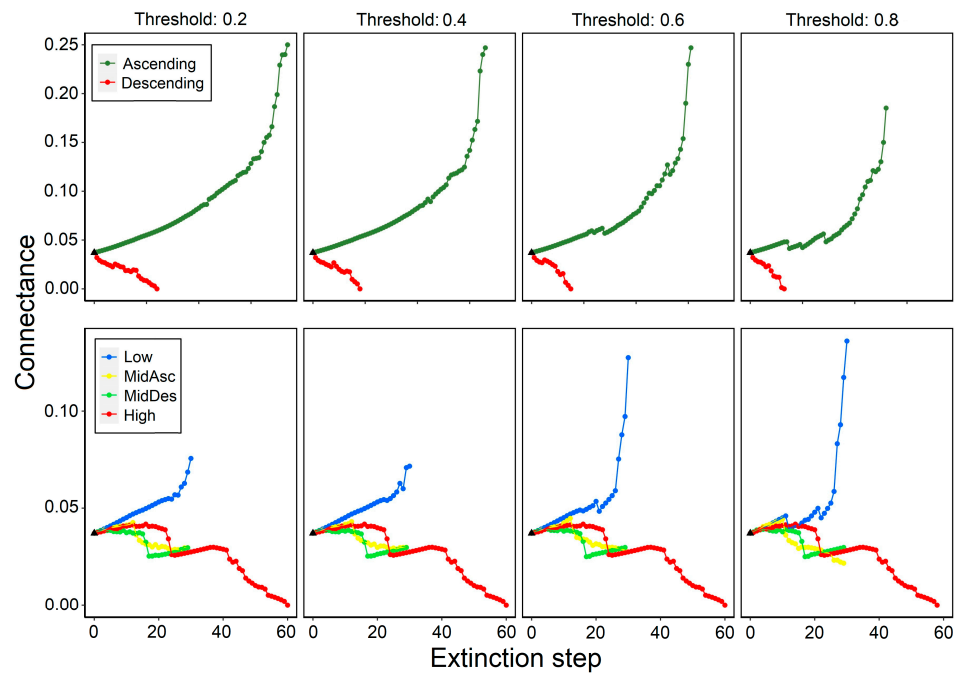 Threshold: 0.2 Threshold: 0.4 Threshold: 0.6 Threshold: 0.8
0.25
0.20
0.15
0.10
0.05
0.00
Ascending
Descending
Connectance
0.10
0.05
0.00
Low
MidAsc
MidDes
High
0 20 40 60 0 20 40 60 0 20 40 60 0 20 40 60
Extinction step